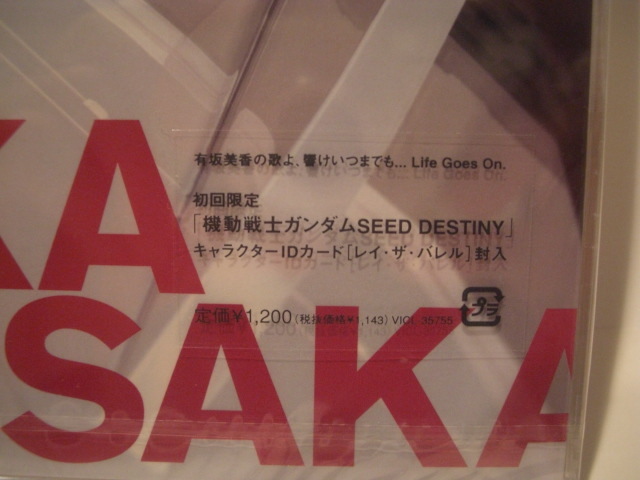 有坂美香の歌よ、響けいつまでも... Life Goes On.
初回限定
「機動戦士ガンダムSEED DESTINY」
キャラクターIDカード[レイ・ザ・バレル]封入
定価¥1,200(税抜価格¥1,143) VICL 35755
プラ
KA
SAKA